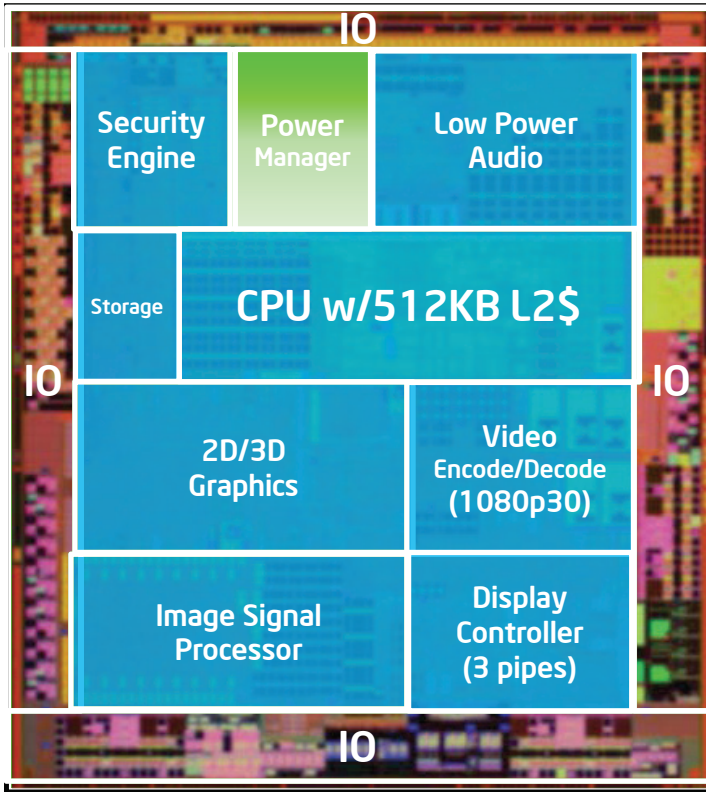 IO
Security
Engine
Power
Manager
Low Power
Audio
Storage
CPU w/512KB L2$
IO
IO
2D/3D
Graphics
Video
Encode/Decode
(1080p30)
Image Signal
Processor
Display
Controller
(3 pipes)
IO